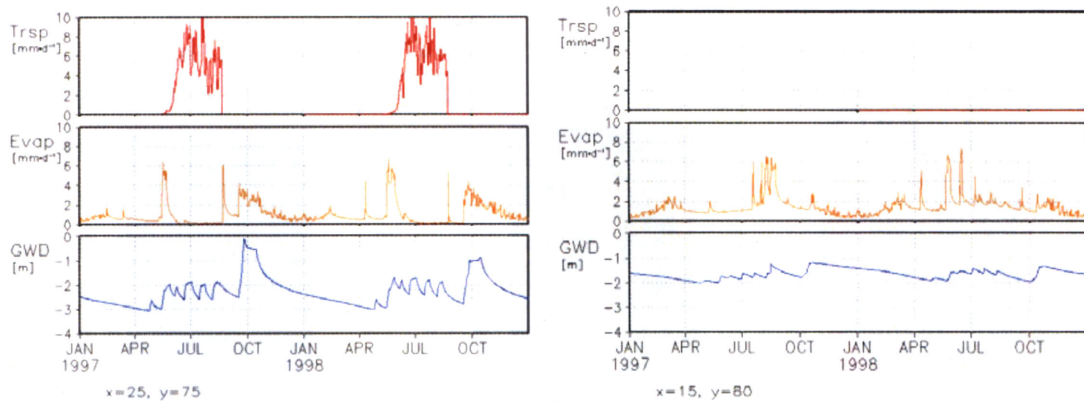 Trsp
[mm·d⁻¹]
10
8
6
4
2
0
Evap
[mm·d⁻¹]
10
8
6
4
2
0
GWD
[m]
0
-1
-2
-3
-4
JAN APR JUL OCT JAN APR JUL OCT
1997 1998
x=25, y=75
Trsp
[mm·d⁻¹]
10
8
6
4
2
0
Evap
[mm·d⁻¹]
10
8
6
4
2
0
GWD
[m]
0
-1
-2
-3
-4
JAN APR JUL OCT JAN APR JUL OCT
1997 1998
x=15, y=80